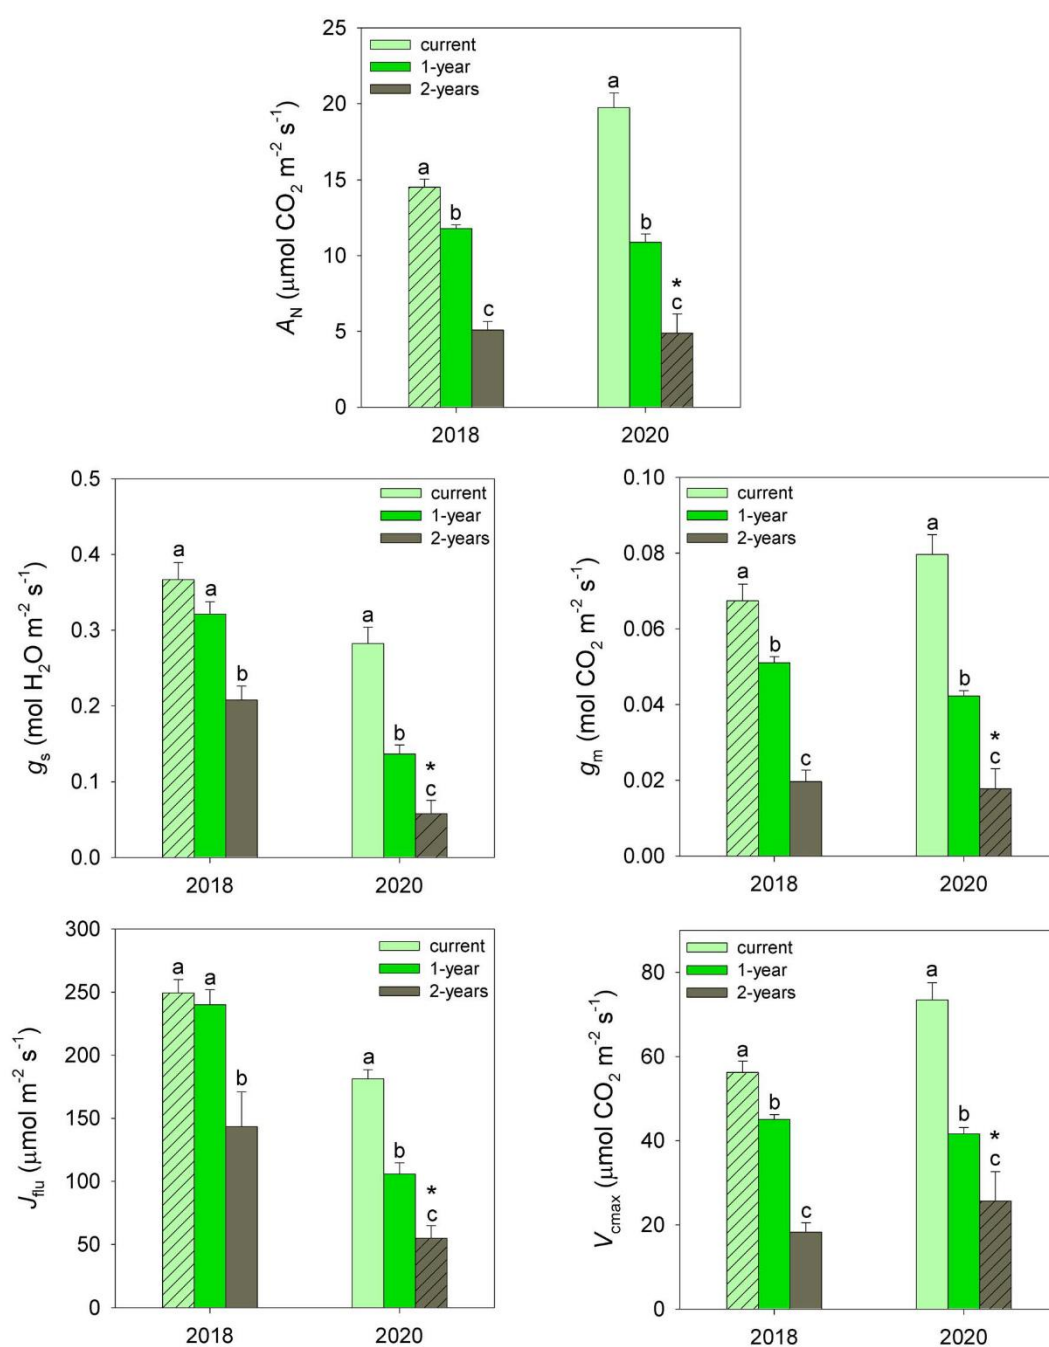 A_N (μmol CO₂ m⁻² s⁻¹)
25
20
15
10
5
0
current
1-year
2-years
a
b
c
a
b
*
c
2018 2020
g_s (mol H₂O m⁻² s⁻¹)
0.5
0.4
0.3
0.2
0.1
0.0
current
1-year
2-years
a
a
b
a
b
*
c
2018 2020
g_m (mol CO₂ m⁻² s⁻¹)
0.10
0.08
0.06
0.04
0.02
0.00
current
1-year
2-years
a
b
c
a
b
*
c
2018 2020
J_flu (μmol m⁻² s⁻¹)
300
250
200
150
100
50
0
current
1-year
2-years
a
a
b
a
b
*
c
2018 2020
V_cmax (μmol CO₂ m⁻² s⁻¹)
80
60
40
20
0
current
1-year
2-years
a
b
c
a
b
*
c
2018 2020